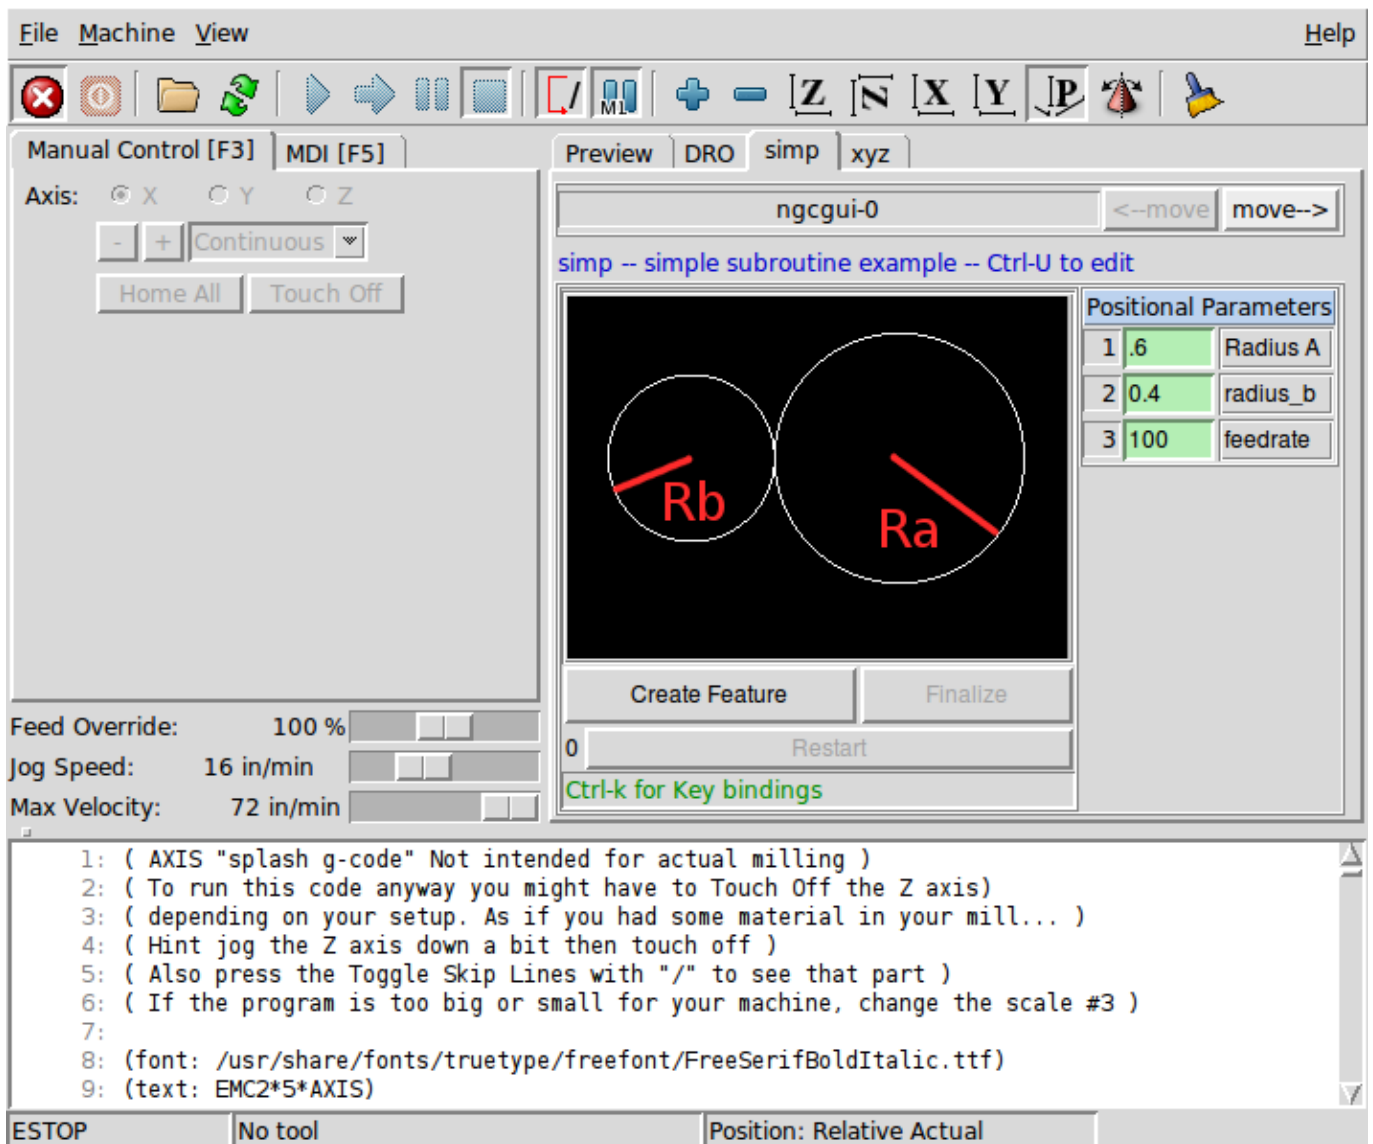 File Machine View Help
M1 Z N X Y P
Manual Control [F3] MDI [F5] Preview DRO simp xyz
Axis: X Y Z
ngcgui-0 <--move move-->
- + Continuous
simp -- simple subroutine example -- Ctrl-U to edit
Home All Touch Off
Positional Parameters
1 .6 Radius A
2 0.4 radius_b
3 100 feedrate
Rb
Ra
Create Feature Finalize
Feed Override: 100 %
0 Restart
Jog Speed: 16 in/min
Ctrl-k for Key bindings
Max Velocity: 72 in/min
1: ( AXIS "splash g-code" Not intended for actual milling )
2: ( To run this code anyway you might have to Touch Off the Z axis)
3: ( depending on your setup. As if you had some material in your mill... )
4: ( Hint jog the Z axis down a bit then touch off )
5: ( Also press the Toggle Skip Lines with "/" to see that part )
6: ( If the program is too big or small for your machine, change the scale #3 )
7:
8: (font: /usr/share/fonts/truetype/freefont/FreeSerifBoldItalic.ttf)
9: (text: EMC2*5*AXIS)
ESTOP No tool Position: Relative Actual